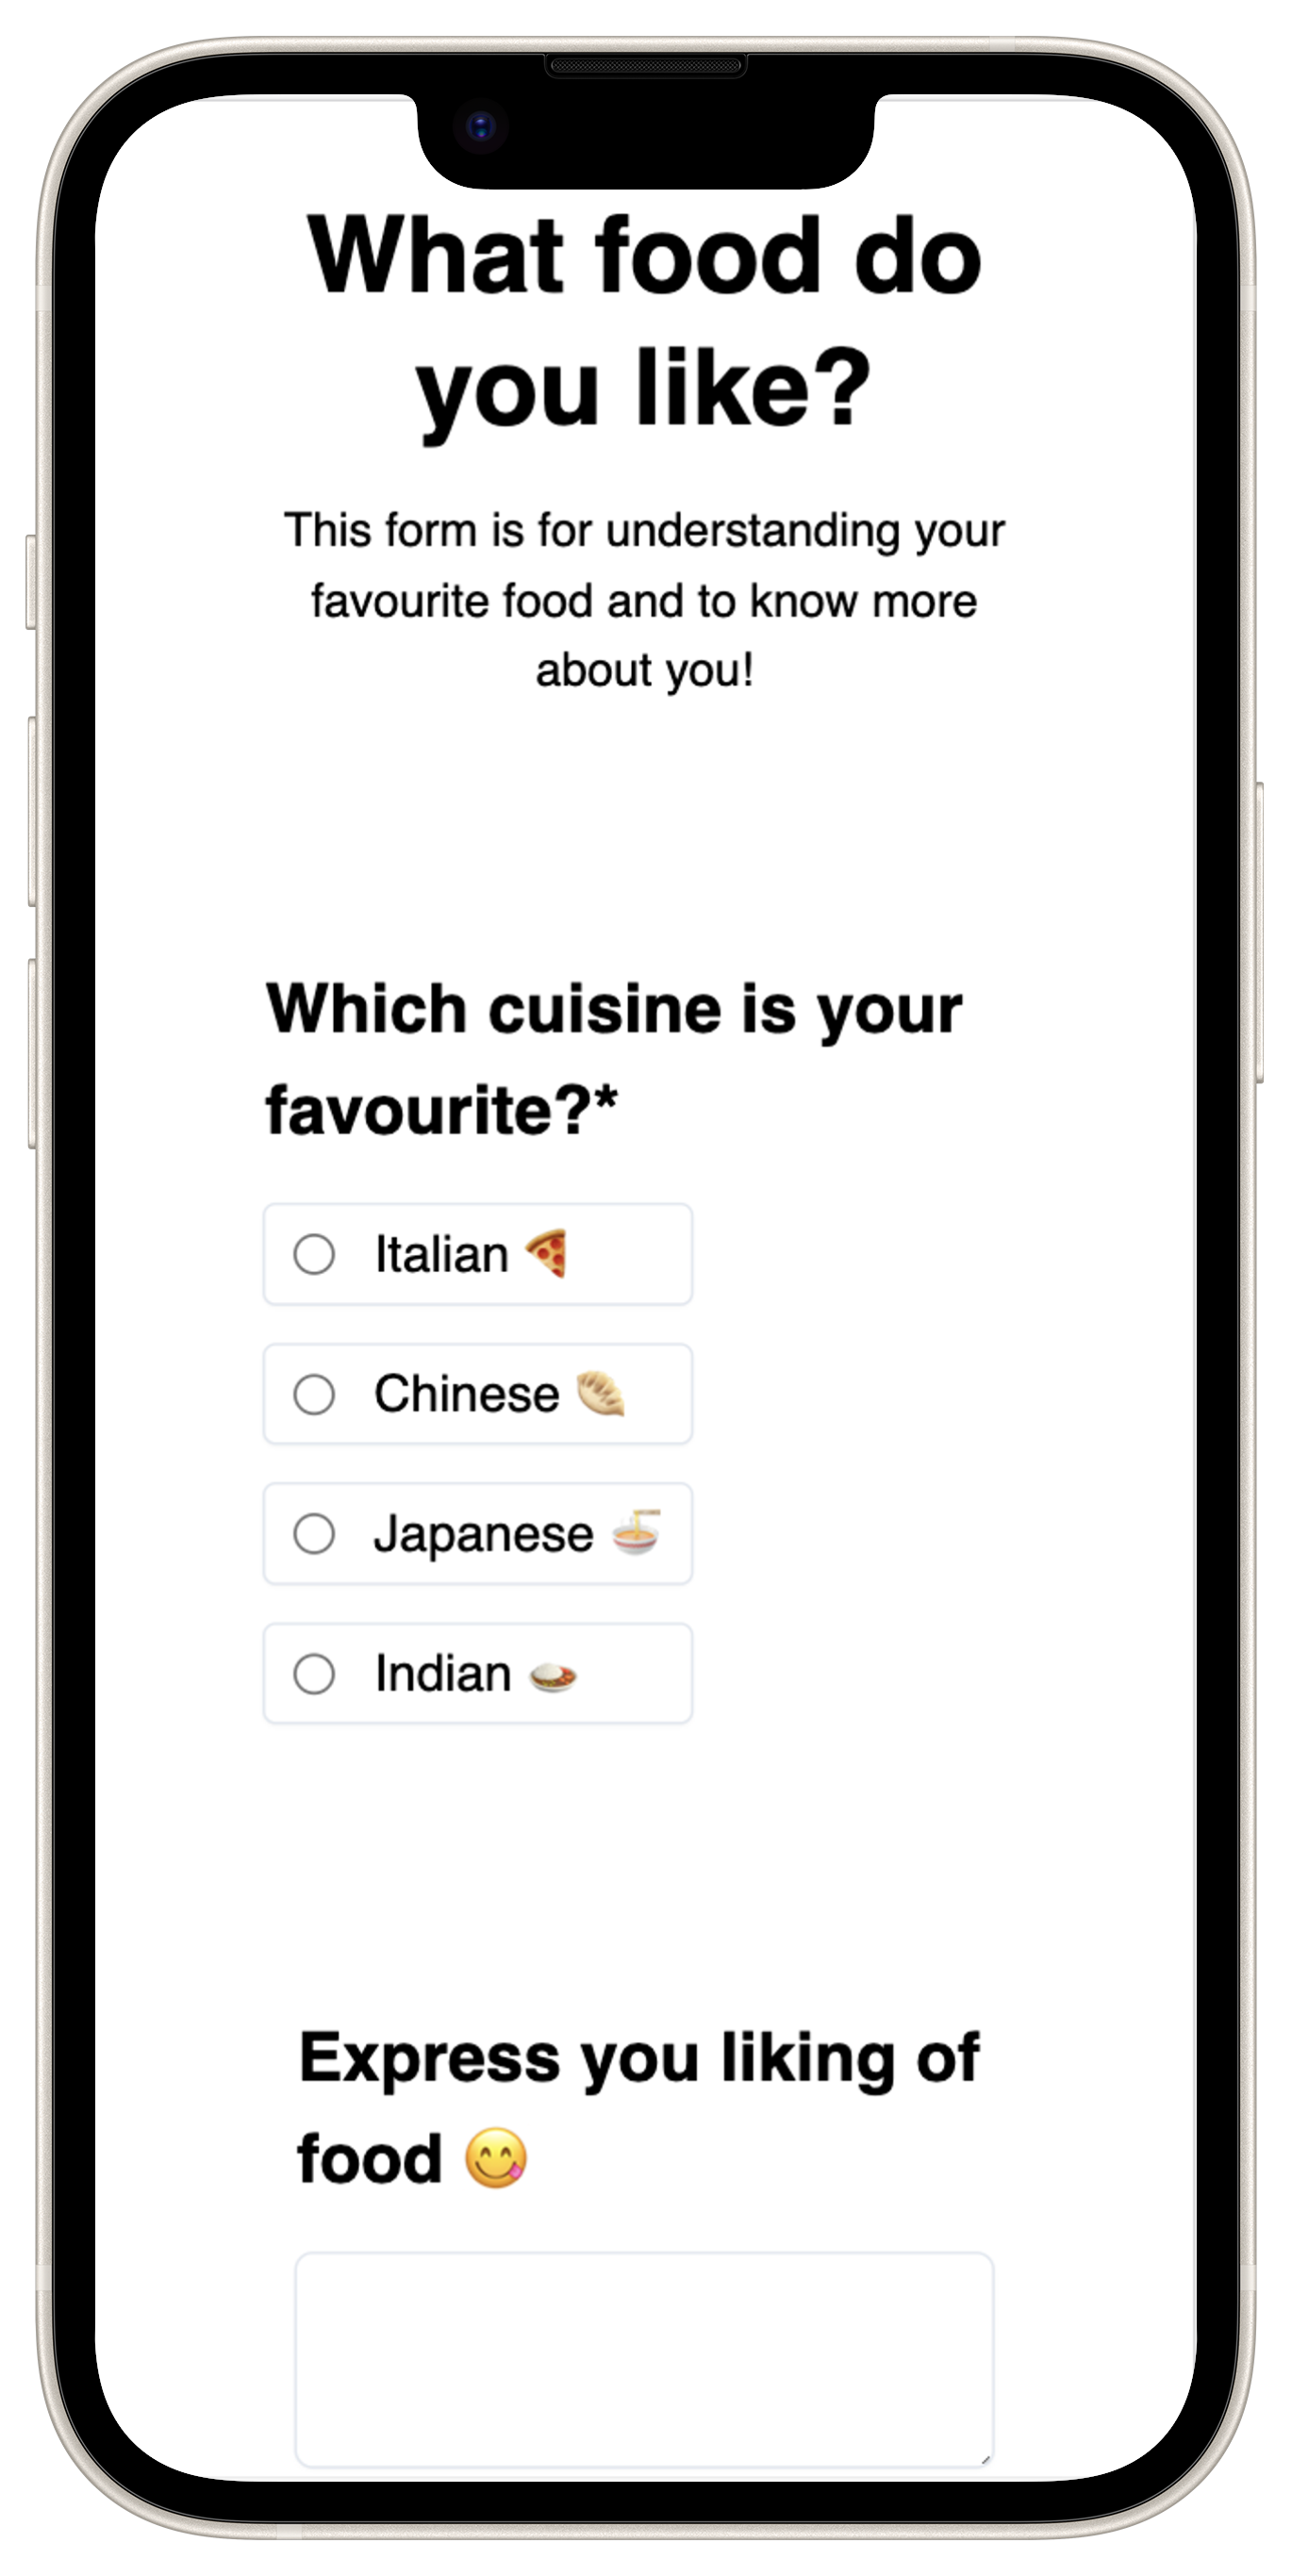 What food do
you like?
This form is for understanding your
favourite food and to know more
about you!
Which cuisine is your
favourite?*
Italian 🍕
Chinese 🥟
Japanese 🍜
Indian 🍛
Express you liking of
food 😋